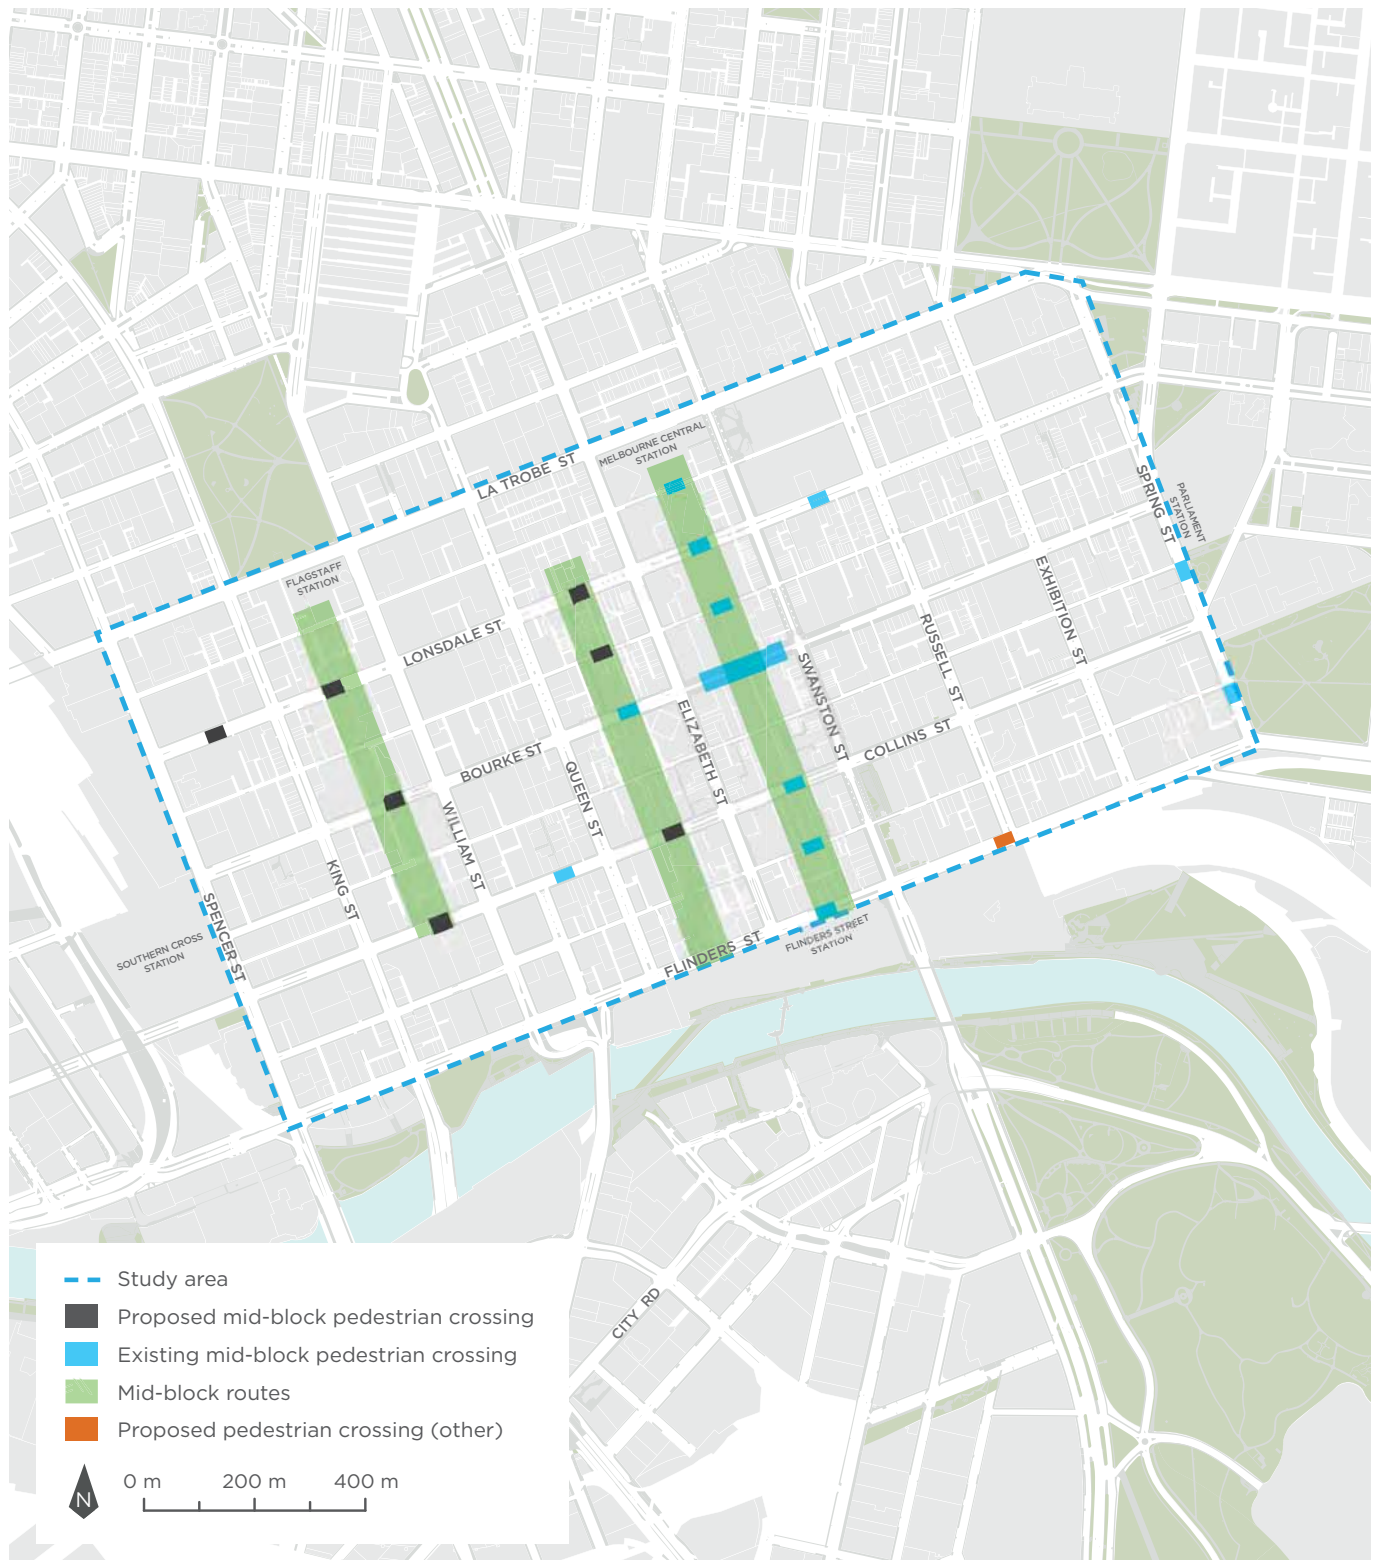 MELBOURNE CENTRAL
STATION
LA TROBE ST
SPRING ST
PARLIAMENT
STATION
FLAGSTAFF
STATION
EXHIBITION ST
LONSDALE ST
RUSSELL ST
SWANSTON ST
ELIZABETH ST
COLLINS ST
BOURKE ST
QUEEN ST
WILLIAM ST
KING ST
SPENCER ST
SOUTHERN CROSS
STATION
FLINDERS ST
FLINDERS STREET
STATION
CITY RD
Study area
Proposed mid-block pedestrian crossing
Existing mid-block pedestrian crossing
Mid-block routes
Proposed pedestrian crossing (other)
0 m 200 m 400 m
N